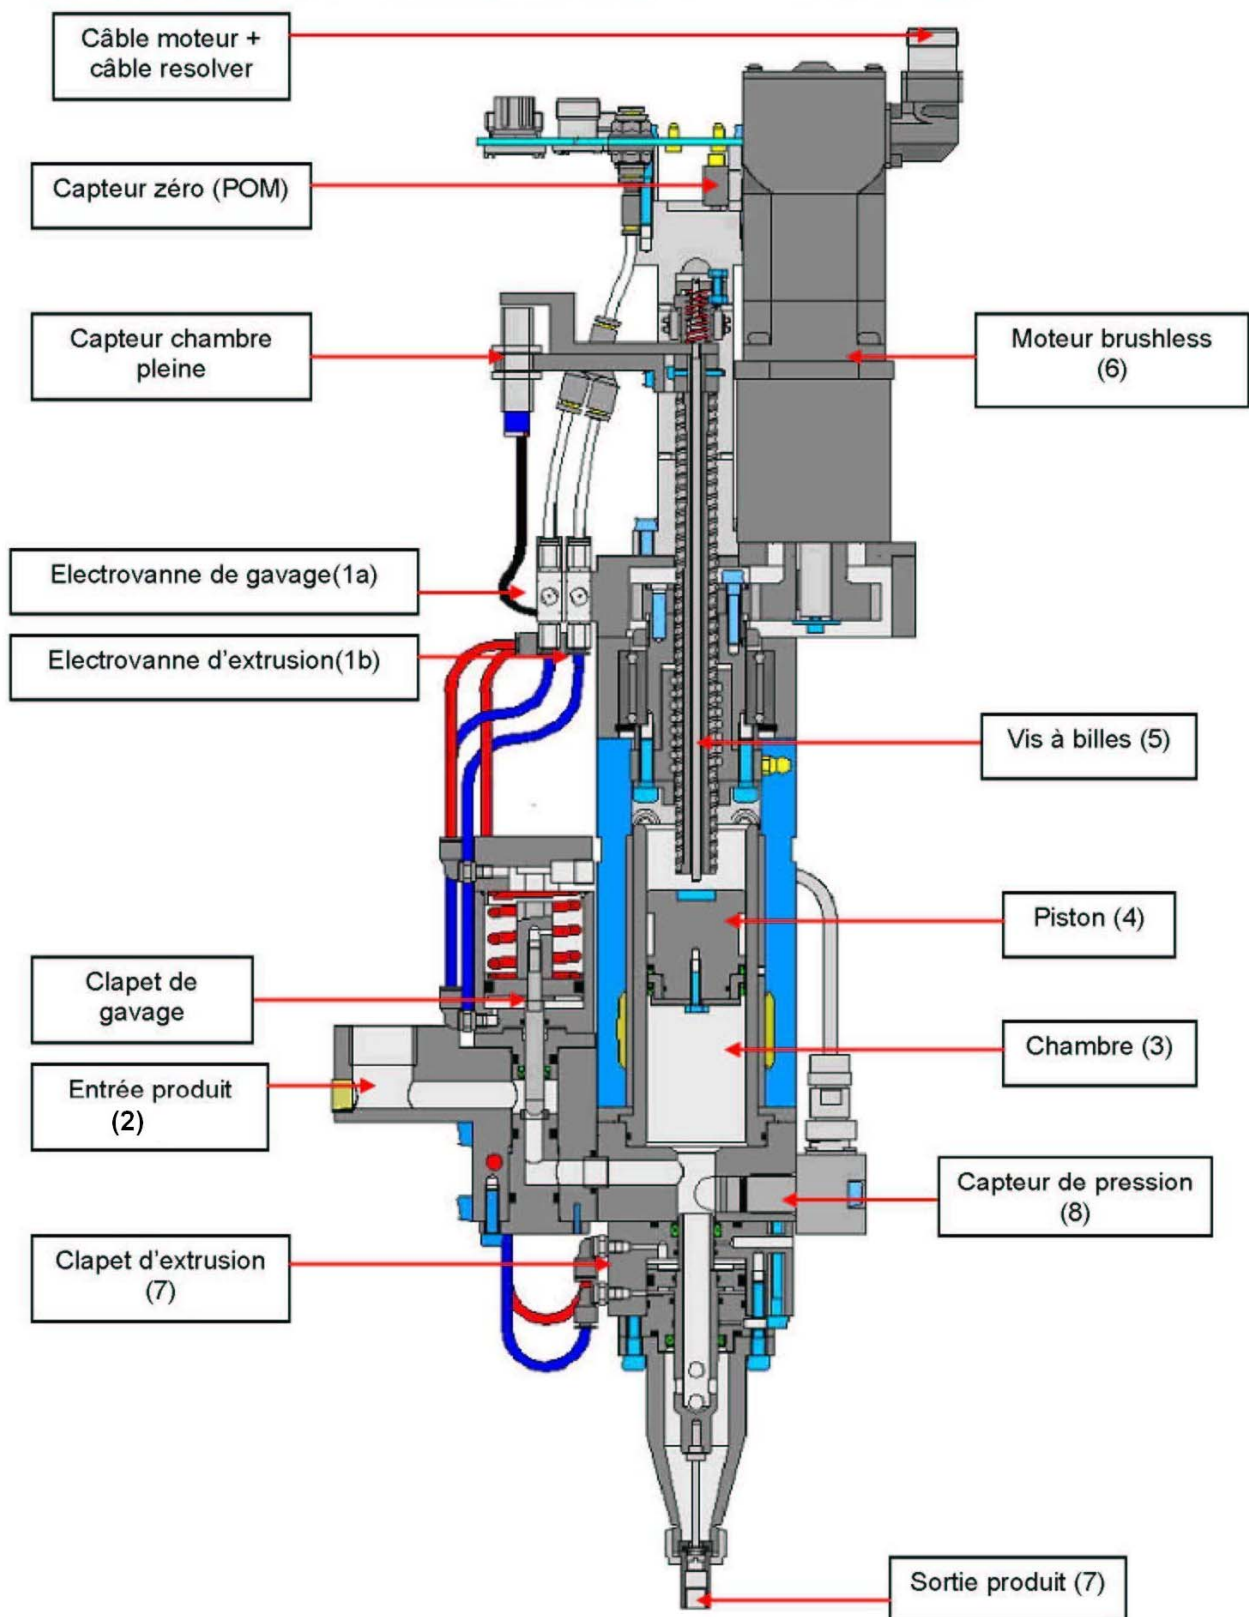 Câble moteur +
câble resolver
Capteur zéro (POM)
Capteur chambre
pleine
Moteur brushless
(6)
Electrovanne de gavage(1a)
Electrovanne d'extrusion(1b)
Vis à billes (5)
Piston (4)
Clapet de
gavage
Chambre (3)
Entrée produit
(2)
Capteur de pression
(8)
Clapet d'extrusion
(7)
Sortie produit (7)